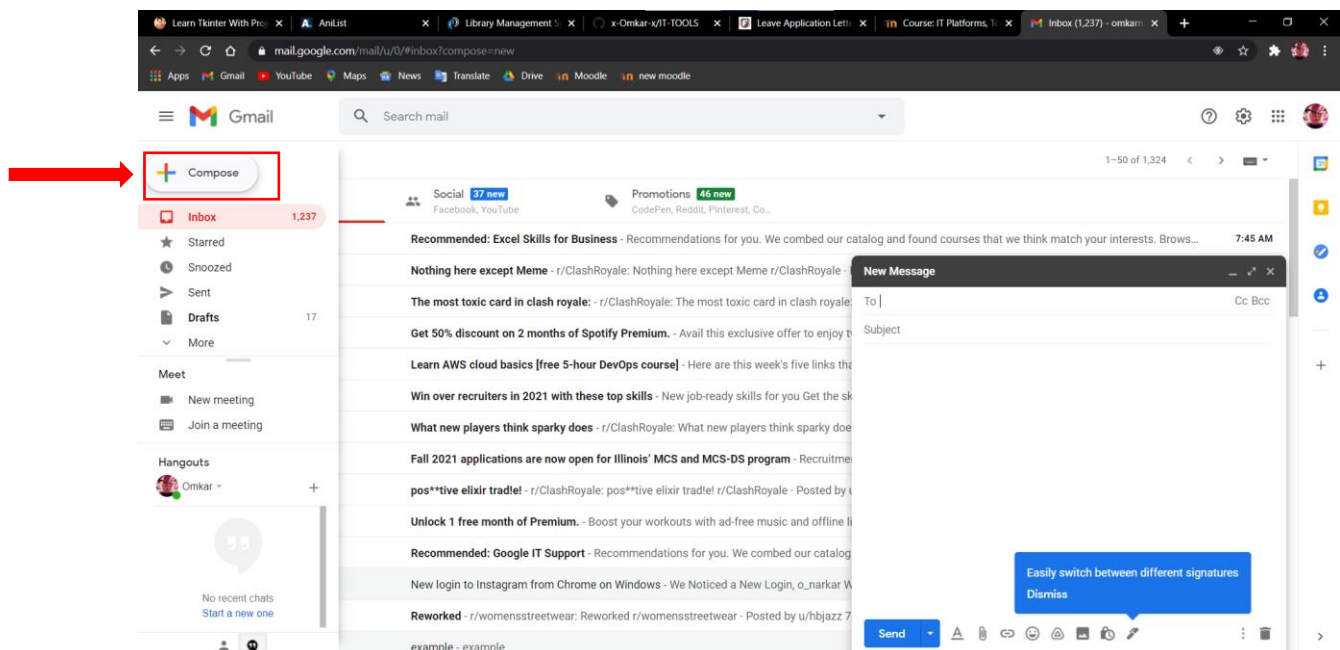 Learn Tkinter With Proj
AniList
Library Management S
x-Omkar-x/IT-TOOLS
Leave Application Lett
Course: IT Platforms, T
Inbox (1,237) - omkarn
mail.google.com/mail/u/0/#inbox?compose=new
Apps Gmail YouTube Maps News Translate Drive Moodle new moodle
Gmail
Search mail
Compose
1–50 of 1,324
Inbox 1,237
Starred
Snoozed
Sent
Drafts 17
More
Meet
New meeting
Join a meeting
Hangouts
Omkar
No recent chats
Start a new one
Social 37 new
Facebook, YouTube
Promotions 46 new
CodePen, Reddit, Pinterest, Co...
Recommended: Excel Skills for Business - Recommendations for you. We combed our catalog and found courses that we think match your interests. Brows... 7:45 AM
Nothing here except Meme - r/ClashRoyale: Nothing here except Meme r/ClashRoyale -
The most toxic card in clash royale: - r/ClashRoyale: The most toxic card in clash royale:
Get 50% discount on 2 months of Spotify Premium. - Avail this exclusive offer to enjoy t
Learn AWS cloud basics [free 5-hour DevOps course] - Here are this week's five links tha
Win over recruiters in 2021 with these top skills - New job-ready skills for you Get the sk
What new players think sparky does - r/ClashRoyale: What new players think sparky doe
Fall 2021 applications are now open for Illinois' MCS and MCS-DS program - Recruitme
pos**tive elixir trad!e! - r/ClashRoyale: pos**tive elixir trad!e! r/ClashRoyale · Posted by u
Unlock 1 free month of Premium. - Boost your workouts with ad-free music and offline li
Recommended: Google IT Support - Recommendations for you. We combed our catalog
New login to Instagram from Chrome on Windows - We Noticed a New Login, o_narkar W
Reworked - r/womensstreetwear: Reworked r/womensstreetwear · Posted by u/hbjazz 7
example - example
New Message
To Cc Bcc
Subject
Easily switch between different signatures
Dismiss
Send